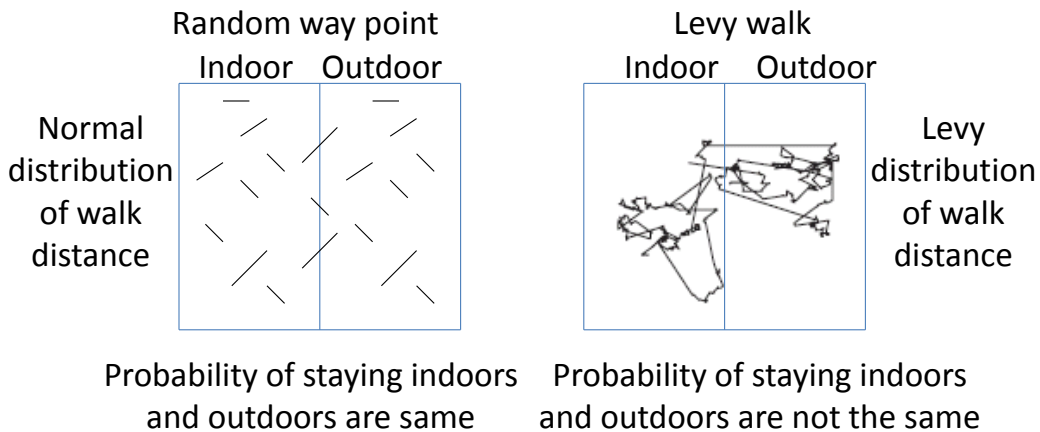 Random way point
Indoor Outdoor
Normal
distribution
of walk
distance
Probability of staying indoors
and outdoors are same
Levy walk
Indoor Outdoor
Levy
distribution
of walk
distance
Probability of staying indoors
and outdoors are not the same